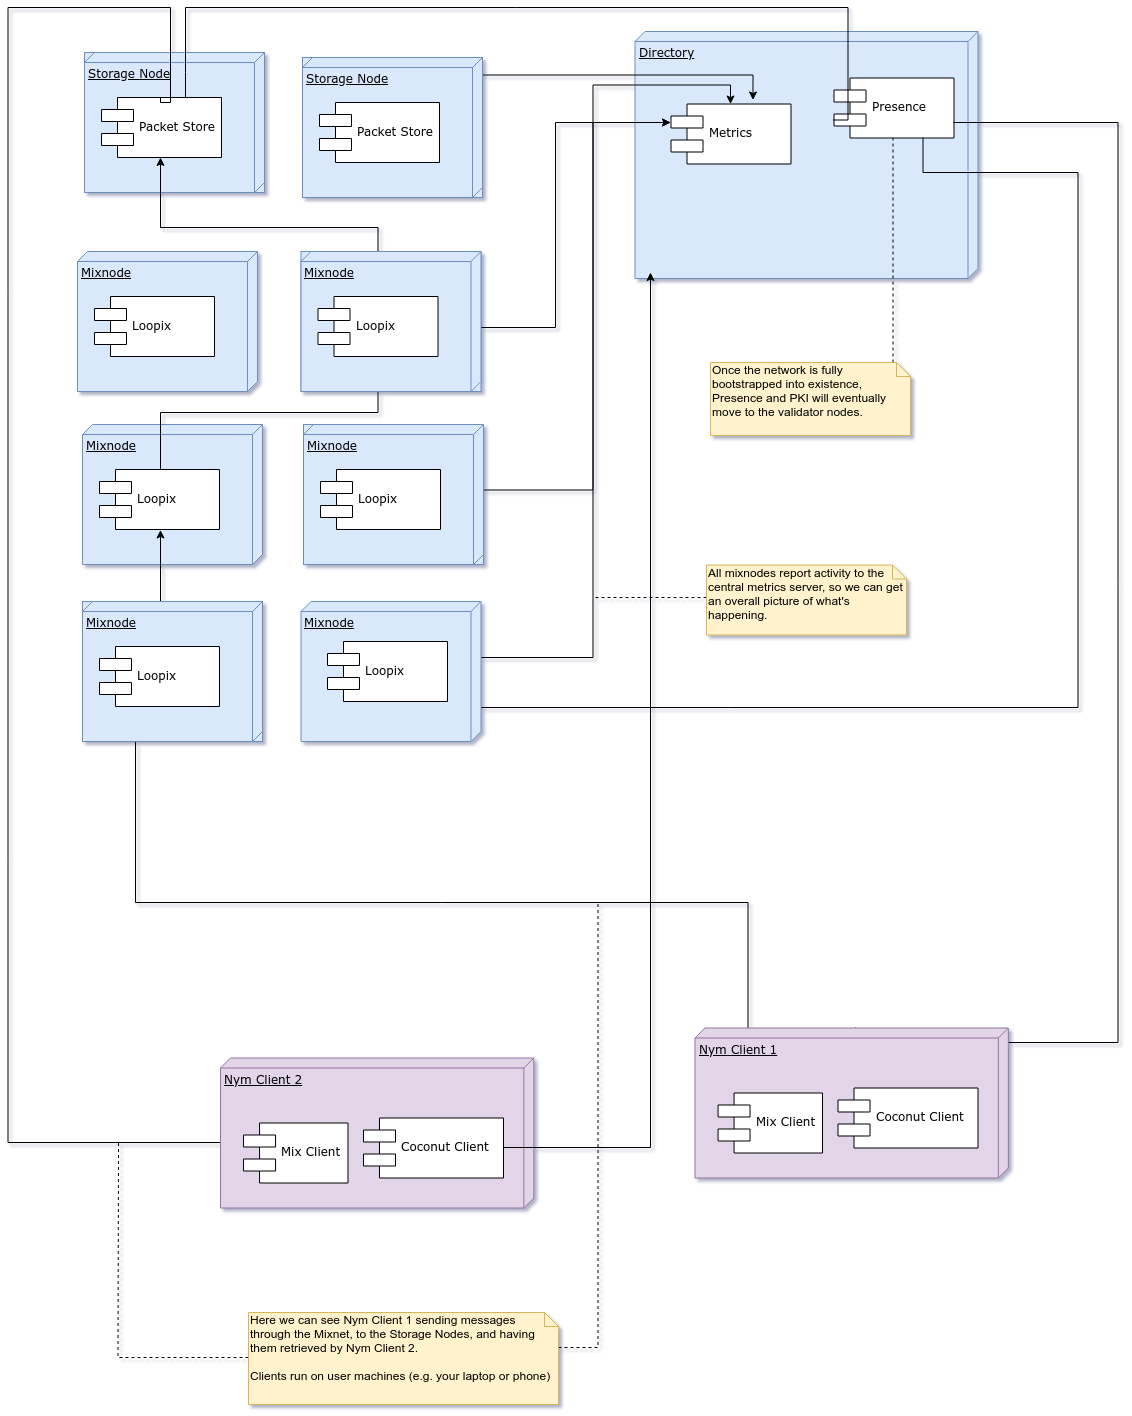 Storage Node
Packet Store
Storage Node
Packet Store
Directory
Metrics
Presence
Mixnode
Loopix
Mixnode
Loopix
Once the network is fully
bootstrapped into existence,
Presence and PKI will eventually
move to the validator nodes.
Mixnode
Loopix
Mixnode
Loopix
All mixnodes report activity to the
central metrics server, so we can get
an overall picture of what's
happening.
Mixnode
Loopix
Mixnode
Loopix
Nym Client 1
Mix Client
Coconut Client
Nym Client 2
Mix Client
Coconut Client
Here we can see Nym Client 1 sending messages
through the Mixnet, to the Storage Nodes, and having
them retrieved by Nym Client 2.
Clients run on user machines (e.g. your laptop or phone)